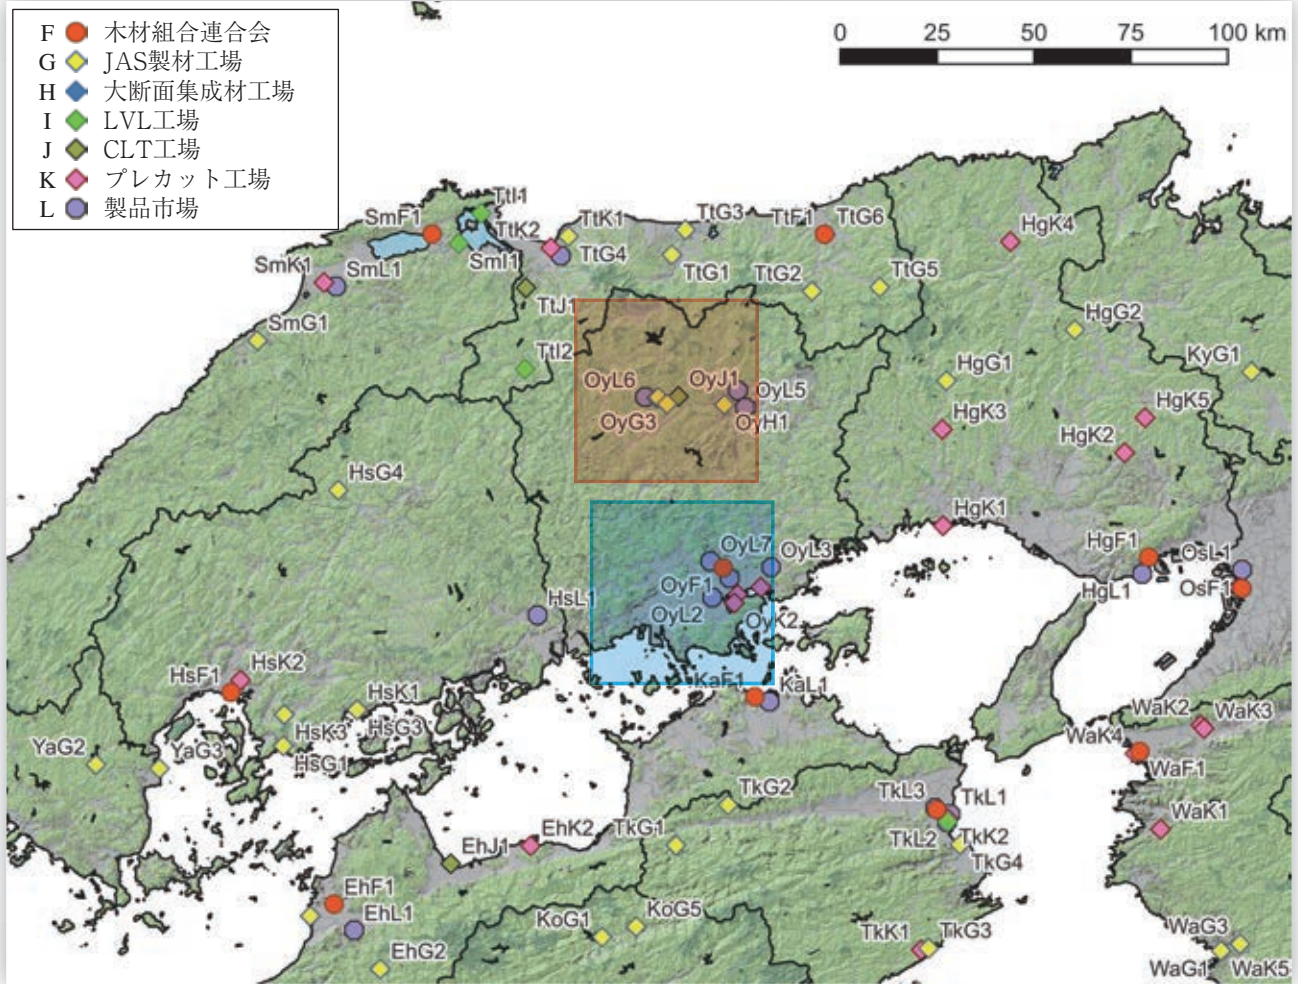 F 木材組合連合会
G JAS製材工場
H 大断面集成材工場
I LVL工場
J CLT工場
K プレカット工場
L 製品市場
0 25 50 75 100 km
TtI1
SmF1
TtK2
TtK1
TtG3
TtF1
TtG6
HgK4
SmI1
TtG4
SmK1
SmL1
TtG1
TtG2
TtG5
TtJ1
SmG1
HgG2
TtI2
HgG1
KyG1
OyL6
OyJ1
OyL5
OyG3
OyH1
HgK3
HgK5
HgK2
HsG4
HgK1
OyL7
OyL3
HgF1
OsL1
OyF1
HsL1
HgL1
OsF1
OyL2
OyK2
HsF1
HsK2
KaF1
KaL1
HsK1
WaK2
WaK3
HsK3
HsG3
WaK4
YaG2
YaG3
HsG1
WaF1
TkG2
TkL3
TkL1
WaK1
EhJ1
EhK2
TkG1
TkL2
TkK2
TkG4
EhF1
EhL1
KoG1
KoG5
TkK1
TkG3
WaG3
EhG2
WaG1
WaK5